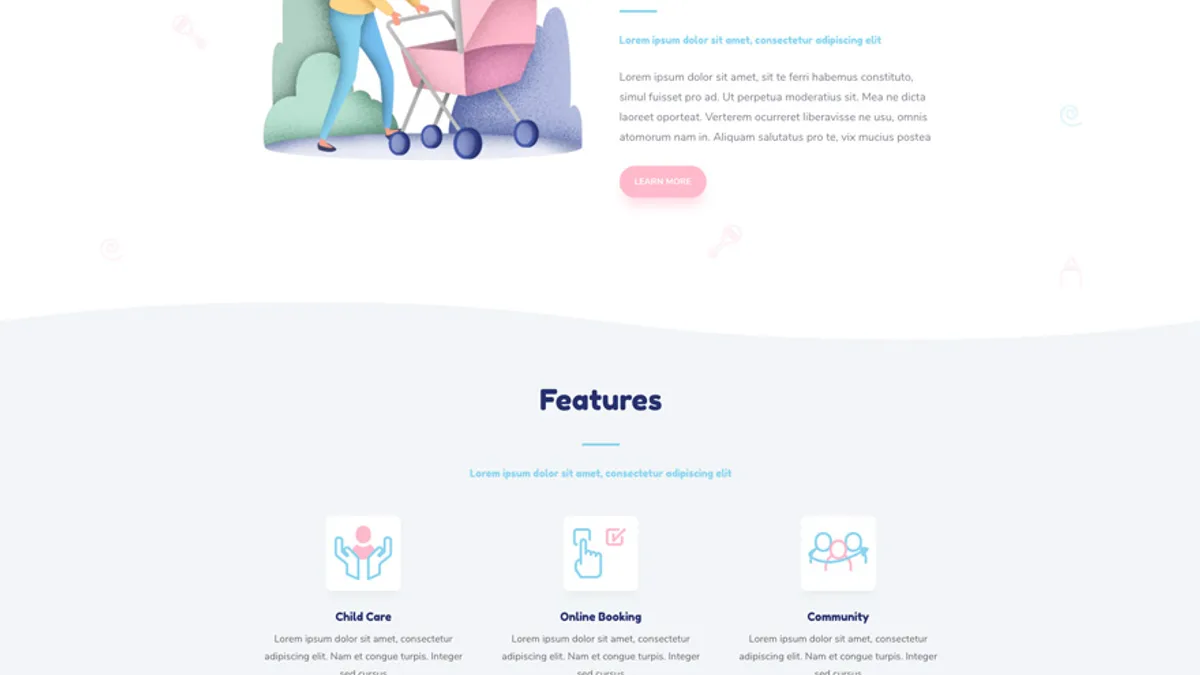 Lorem ipsum dolor sit amet, consectetur adipiscing elit
Lorem ipsum dolor sit amet, sit te ferri habemus constituto,
simul fuisset pro ad. Ut perpetua moderatius sit. Mea ne dicta
laoreet oporteat. Verterem ocurreret liberavisse ne usu, omnis
atomorum nam in. Aliquam salutatus pro te, vix mucius postea
LEARN MORE
Features
Lorem ipsum dolor sit amet, consectetur adipiscing elit
Child Care
Lorem ipsum dolor sit amet, consectetur
adipiscing elit. Nam et congue turpis. Integer
sed cursus
Online Booking
Lorem ipsum dolor sit amet, consectetur
adipiscing elit. Nam et congue turpis. Integer
sed cursus
Community
Lorem ipsum dolor sit amet, consectetur
adipiscing elit. Nam et congue turpis. Integer
sed cursus